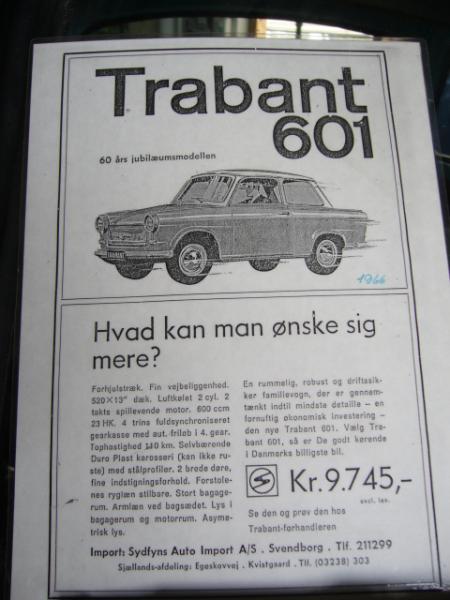 Trabant
601
60 års jubilæumsmodellen
TRABANT
1966
Hvad kan man ønske sig
mere?
Forhjulstræk. Fin vejbeliggenhed.
520×13" dæk. Luftkølet 2 cyl. 2
takts spillevende motor. 600 ccm
23 HK. 4 trins fuldsynchroniseret
gearkasse med aut. friløb i 4. gear.
Tophastighed 110 km. Selvbærende
Duro Plast karosseri (kan ikke ru-
ste) med stålprofiler. 2 brede døre,
fine indstigningsforhold. Forstole-
nes ryglæn stilbare. Stort bagage-
rum. Armlæn ved bagsædet. Lys i
bagagerum og motorrum. Asyme-
trisk lys.
En rummelig, robust og driftasik-
ker familievogn, der er gennem-
tænkt indtil mindste detaille – en
fornuftig økonomisk investering –
den nye Trabant 601. Vælg Tra-
bant 601, så er De godt kørende
i Danmarks billigste bil.
Kr. 9.745,-
excl. lev.
Se den og prøv den hos
Trabant-forhandleren
Import: Sydfyns Auto Import A/S . Svendborg . Tlf. 211299
Sjællands-afdeling: Egeskovvej . Kvistgaard . Tlf. (03238) 303